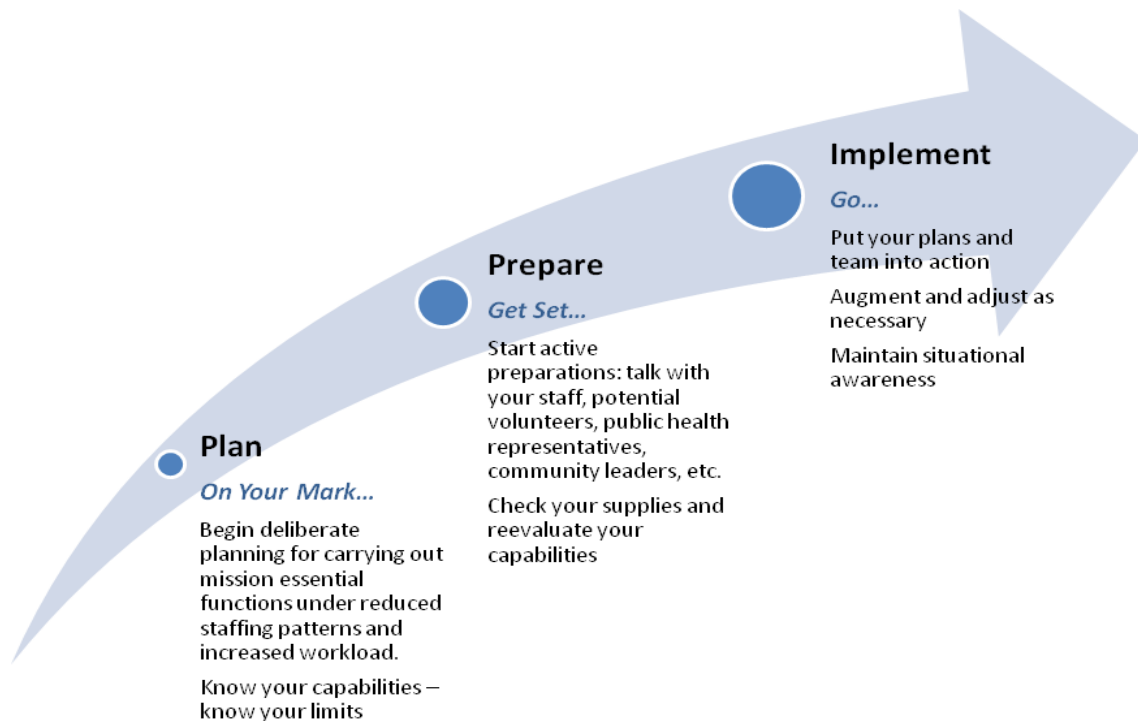 Plan
On Your Mark...
Begin deliberate
planning for carrying out
mission essential
functions under reduced
staffing patterns and
increased workload.
Know your capabilities –
know your limits
Prepare
Get Set...
Start active
preparations: talk with
your staff, potential
volunteers, public health
representatives,
community leaders, etc.
Check your supplies and
reevaluate your
capabilities
Implement
Go...
Put your plans and
team into action
Augment and adjust as
necessary
Maintain situational
awareness